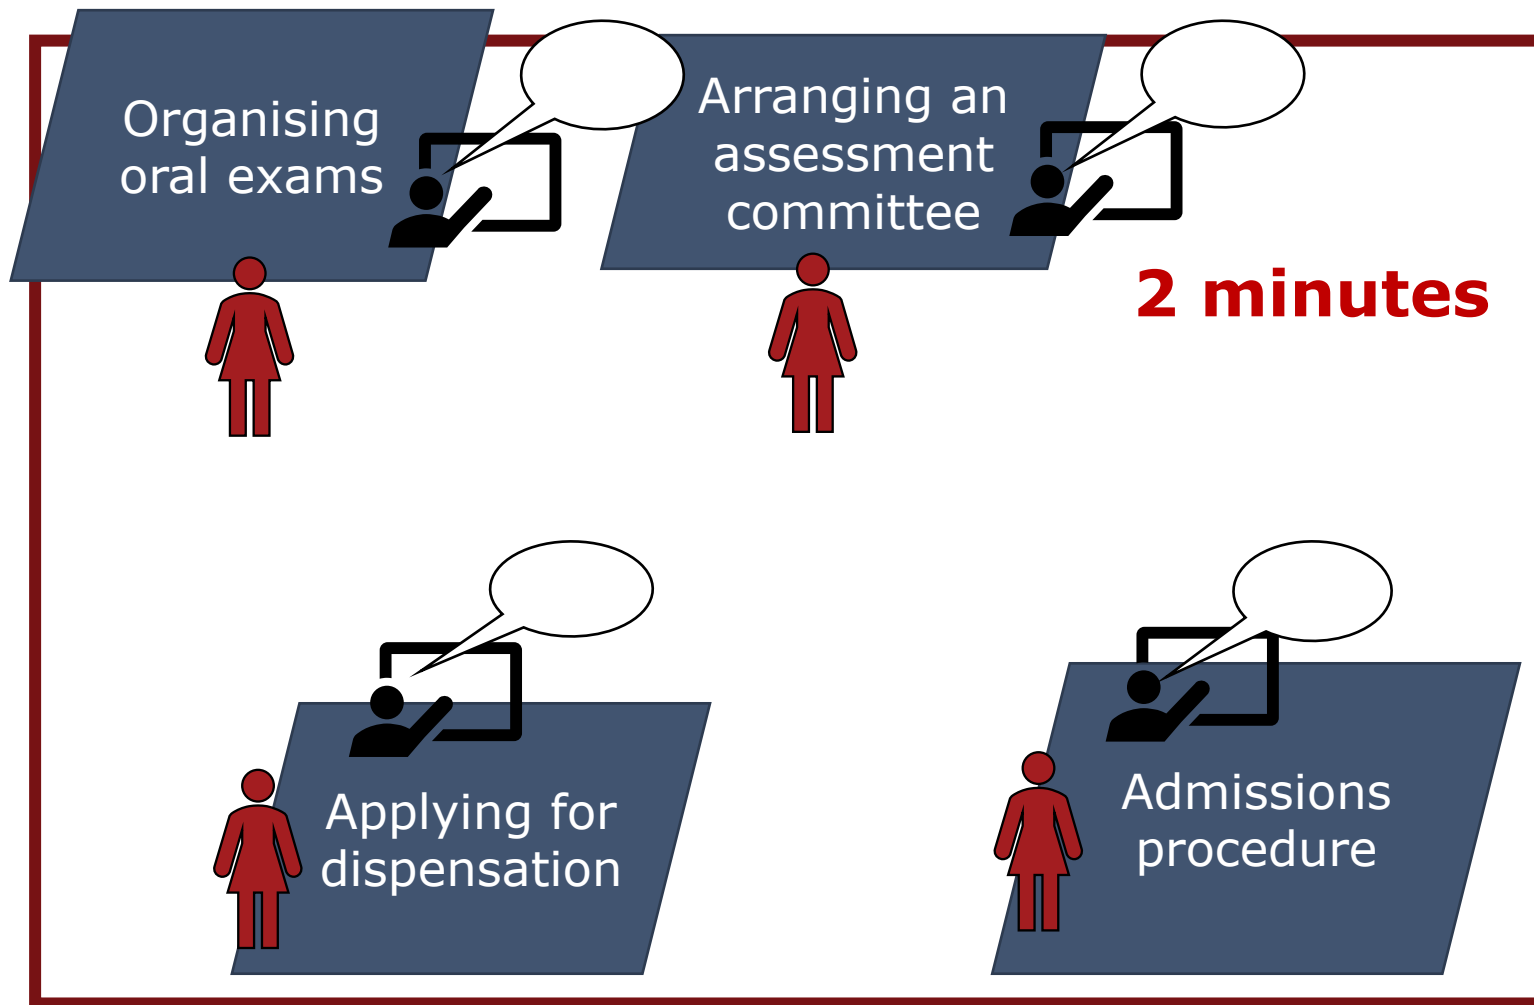 Organising
oral exams
Arranging an
assessment
committee
2 minutes
Applying for
dispensation
Admissions
procedure